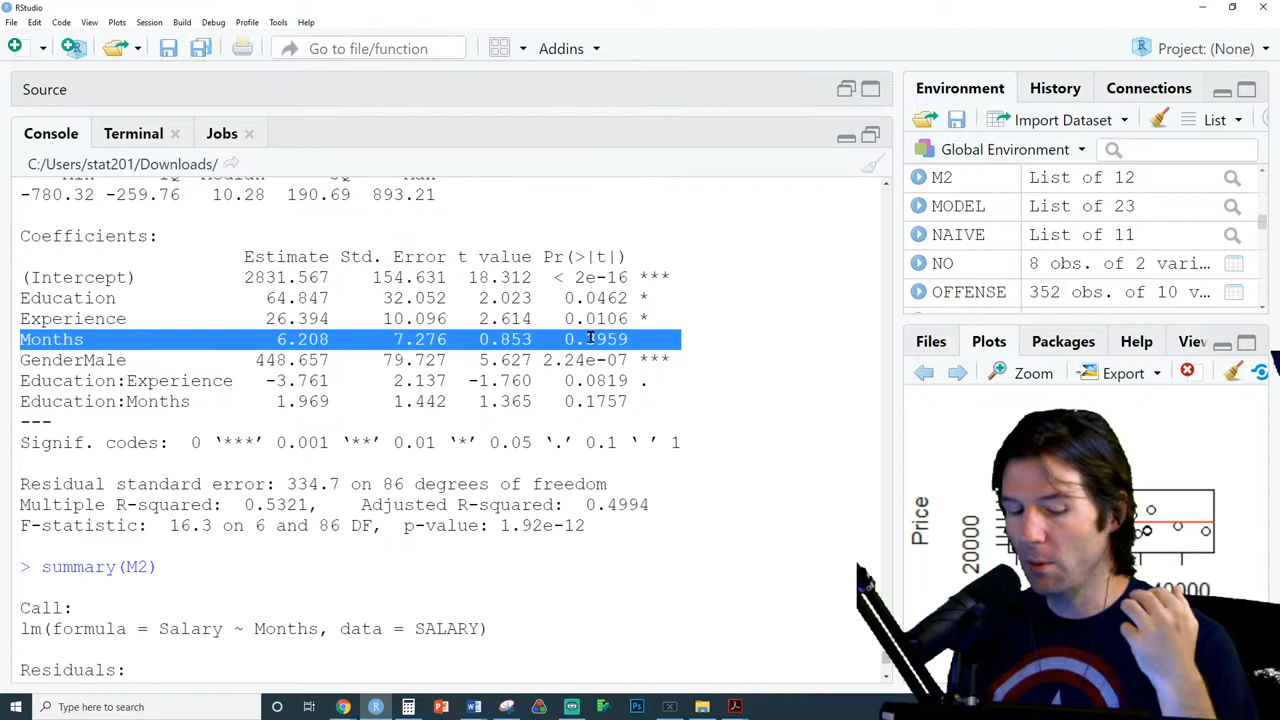 RStudio
File Edit Code View Plots Session Build Debug Profile Tools Help
Go to file/function Addins Project: (None)
Source
Console Terminal Jobs
C:/Users/stat201/Downloads/
-780.32 -259.76 10.28 190.69 893.21
Coefficients:
Estimate Std. Error t value Pr(>|t|)
(Intercept) 2831.567 154.631 18.312 < 2e-16 ***
Education 64.847 32.052 2.023 0.0462 *
Experience 26.394 10.096 2.614 0.0106 *
Months 6.208 7.276 0.853
GenderMale 448.657 79.727 5.627 2.24e-07 ***
Education:Experience -3.761 2.137 -1.760 0.0819 .
Education:Months 1.969 1.442 1.365 0.1757
---
Signif. codes: 0 ‘***’ 0.001 ‘**’ 0.01 ‘*’ 0.05 ‘.’ 0.1 ‘ ’ 1
Residual standard error: 334.7 on 86 degrees of freedom
Multiple R-squared: 0.5321, Adjusted R-squared: 0.4994
F-statistic: 16.3 on 6 and 86 DF, p-value: 1.92e-12
> summary(M2)
Call:
lm(formula = Salary ~ Months, data = SALARY)
Residuals:
Environment History Connections
Import Dataset List
Global Environment
M2 List of 12
MODEL List of 23
NAIVE List of 11
NO 8 obs. of 2 vari...
OFFENSE 352 obs. of 10 v...
Files Plots Packages Help
Zoom Export
Price
20000
Type here to search